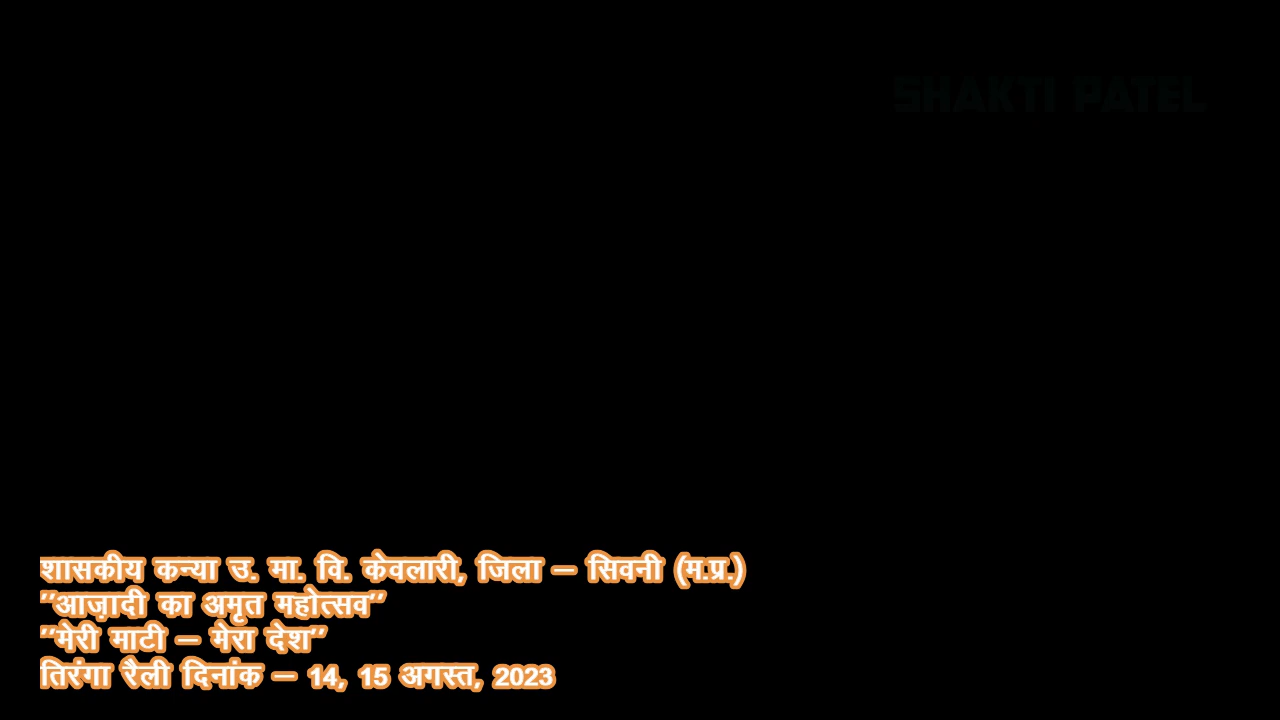 SHAKTI PATEL
शासकीय कन्या उ. मा. वि. केवलारी, जिला – सिवनी (म.प्र.)
"आज़ादी का अमृत महोत्सव"
"मेरी माटी – मेरा देश"
तिरंगा रैली दिनांक – 14, 15 अगस्त, 2023